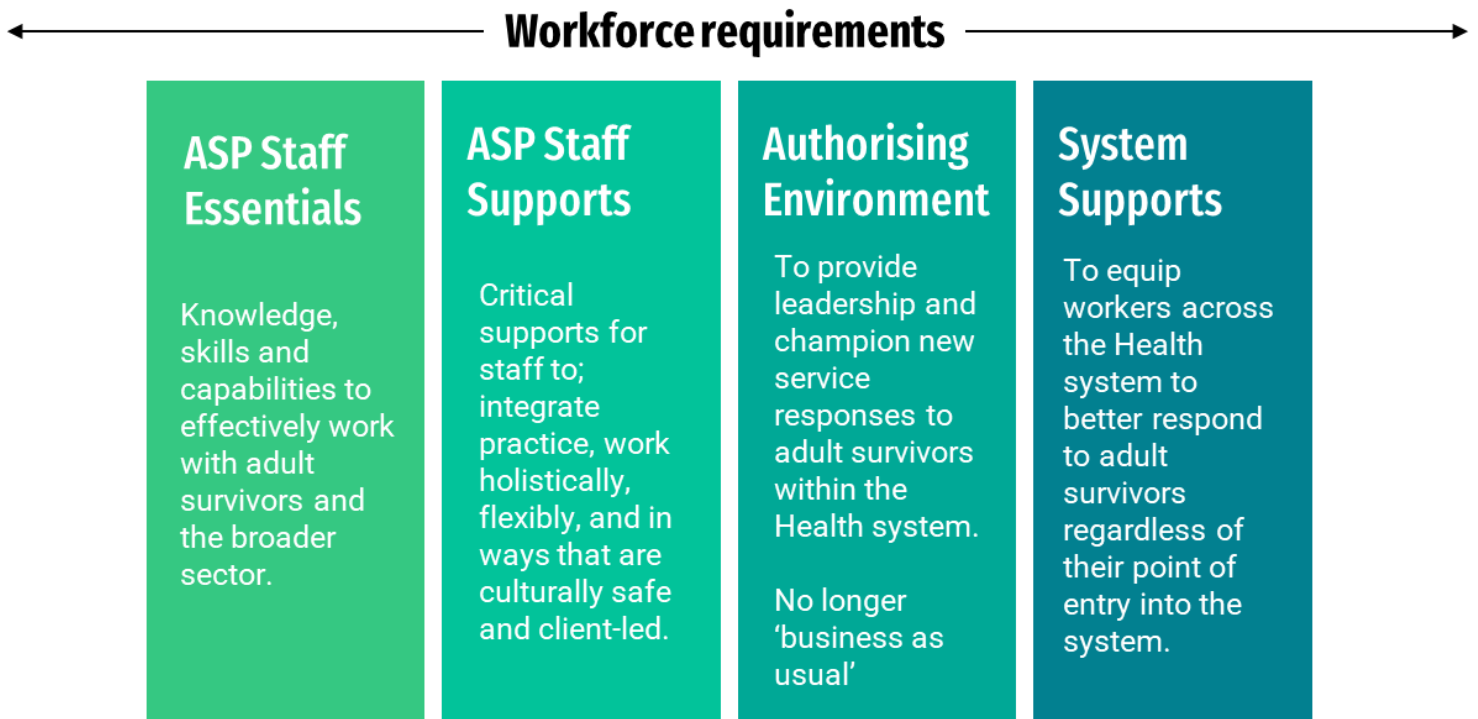 Workforce requirements
ASP Staff
Essentials
Knowledge,
skills and
capabilities to
effectively work
with adult
survivors and
the broader
sector.
ASP Staff
Supports
Critical
supports for
staff to;
integrate
practice, work
holistically,
flexibly, and in
ways that are
culturally safe
and client-led.
Authorising
Environment
To provide
leadership and
champion new
service
responses to
adult survivors
within the
Health system.
No longer
‘business as
usual’
System
Supports
To equip
workers across
the Health
system to
better respond
to adult
survivors
regardless of
their point of
entry into the
system.